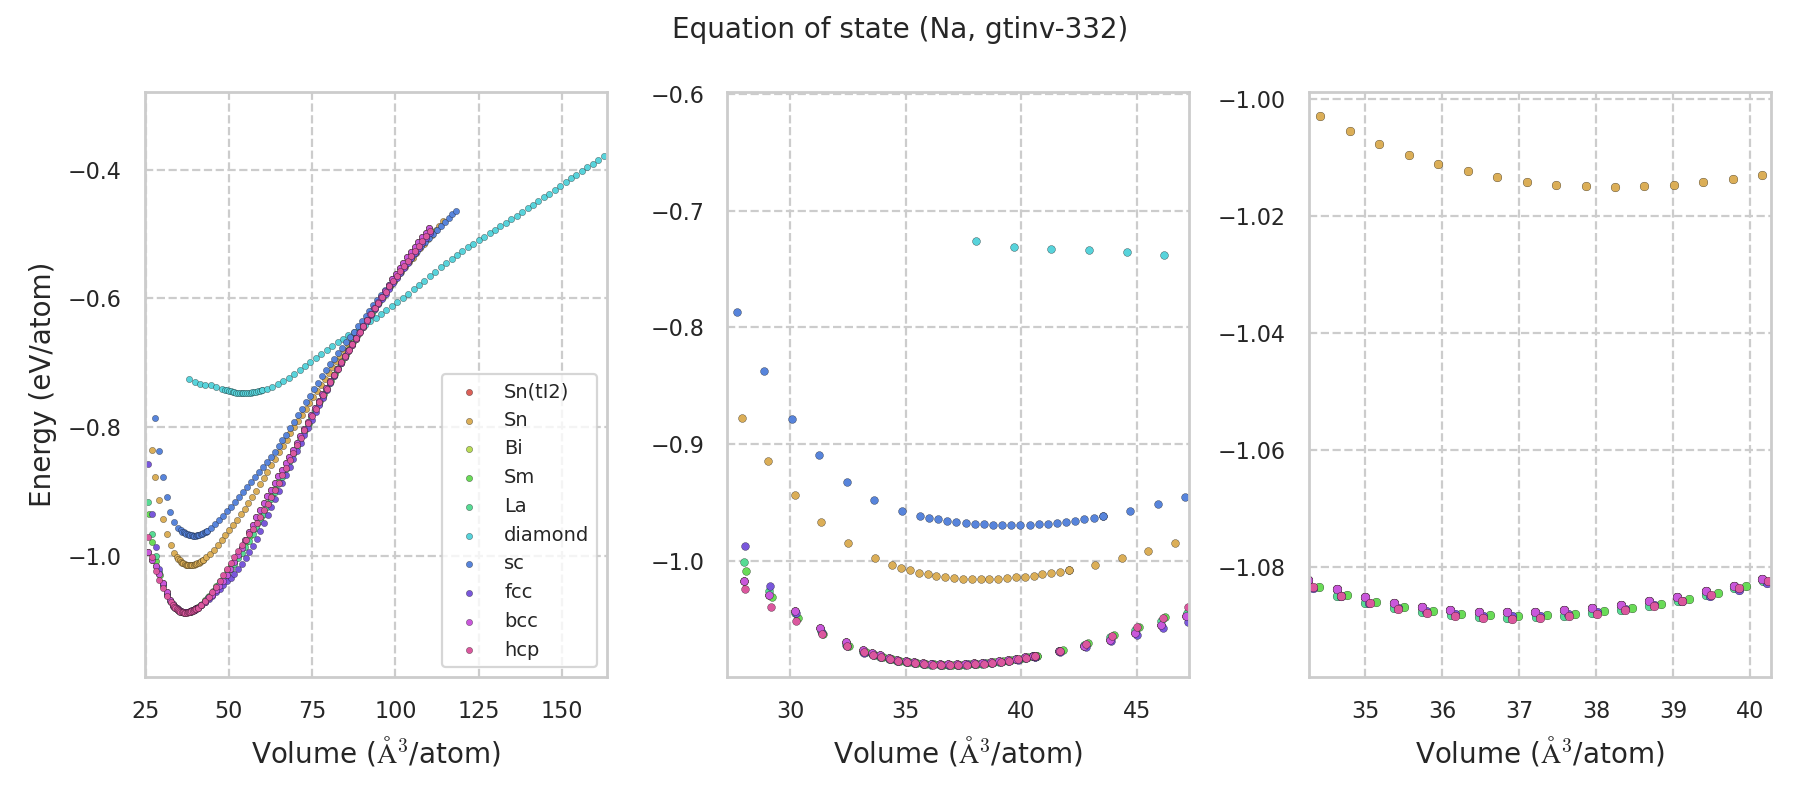 Equation of state (Na, gtinv-332)
Energy (eV/atom)
−0.4
−0.6
−0.8
−1.0
25 50 75 100 125 150
Volume (Å³/atom)
Sn(tI2)
Sn
Bi
Sm
La
diamond
sc
fcc
bcc
hcp
−0.6
−0.7
−0.8
−0.9
−1.0
30 35 40 45
Volume (Å³/atom)
−1.00
−1.02
−1.04
−1.06
−1.08
35 36 37 38 39 40
Volume (Å³/atom)